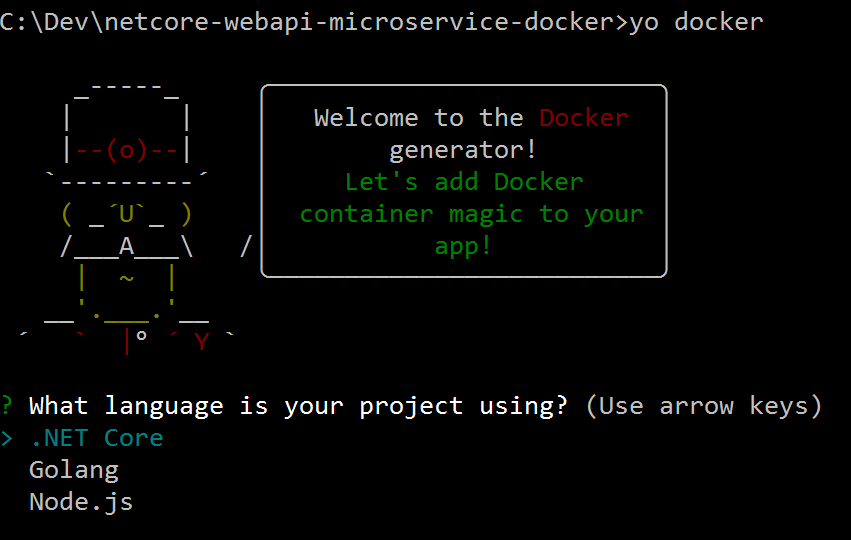 C:\Dev\netcore-webapi-microservice-docker>yo docker
Welcome to the Docker
generator!
Let's add Docker
container magic to your
app!
? What language is your project using? (Use arrow keys)
> .NET Core
Golang
Node.js